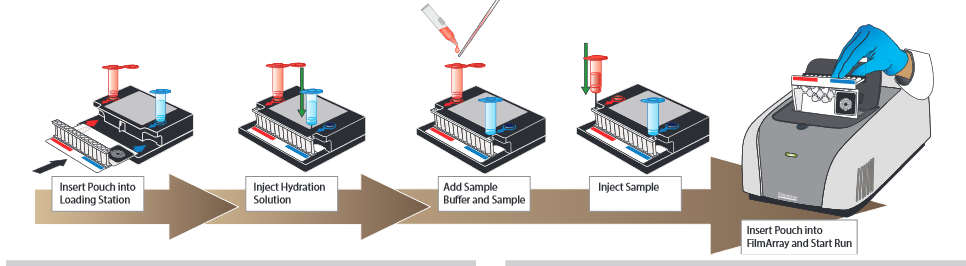 Insert Pouch into
Loading Station
Inject Hydration
Solution
Add Sample
Buffer and Sample
Inject Sample
Insert Pouch into
FilmArray and Start Run